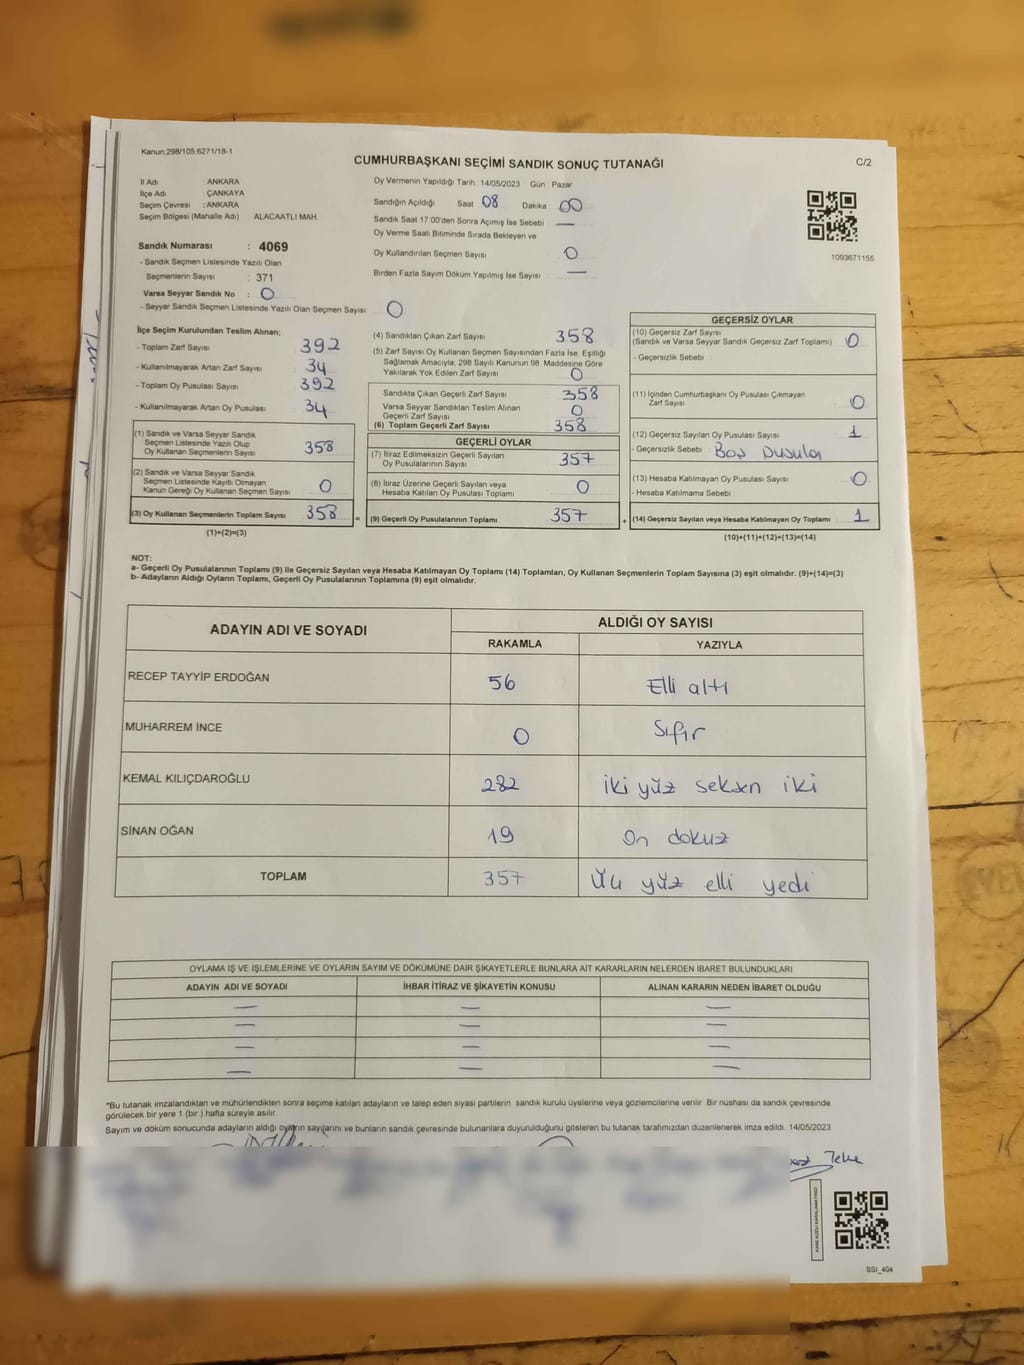 Kanun:298/105;6271/18-1
CUMHURBAŞKANI SEÇİMİ SANDIK SONUÇ TUTANAĞI
C/2
İl Adı : ANKARA
İlçe Adı : ÇANKAYA
Seçim Çevresi : ANKARA
Seçim Bölgesi (Mahalle Adı) ALACAATLI MAH.
Sandık Numarası : 4069
- Sandık Seçmen Listesinde Yazılı Olan
Seçmenlerin Sayısı : 371
Varsa Seyyar Sandık No : 0
- Seyyar Sandık Seçmen Listesinde Yazılı Olan Seçmen Sayısı: 0
Oy Vermenin Yapıldığı Tarih :14/05/2023 Gün : Pazar
Sandığın Açıldığı Saat 08 Dakika 00
Sandık Saat 17:00'den Sonra Açımış İse Sebebi —
Oy Verme Saati Bitiminde Sırada Bekleyen ve
Oy Kullandırılan Seçmen Sayısı 0
Birden Fazla Sayım Döküm Yapılmış İse Sayısı —
1093671155
İlçe Seçim Kurulundan Teslim Alınan;
- Toplam Zarf Sayısı 392
- Kullanılmayarak Artan Zarf Sayısı 34
- Toplam Oy Pusulası Sayısı 392
- Kullanılmayarak Artan Oy Pusulası 34
(1) Sandık ve Varsa Seyyar Sandık
Seçmen Listesinde Yazılı Olup
Oy Kullanan Seçmenlerin Sayısı 358
(2) Sandık ve Varsa Seyyar Sandık
Seçmen Listesinde Kayıtlı Olmayan
Kanun Gereği Oy Kullanan Seçmen Sayısı 0
(3) Oy Kullanan Seçmenlerin Toplam Sayısı 358 =
(1)+(2)=(3)
(4) Sandıktan Çıkan Zarf Sayısı 358
(5) Zarf Sayısı Oy Kullanan Seçmen Sayısından Fazla İse, Eşitliği
Sağlamak Amacıyla, 298 Sayılı Kanunun 98. Maddesine Göre
Yakılarak Yok Edilen Zarf Sayısı 0
Sandıkta Çıkan Geçerli Zarf Sayısı 358
Varsa Seyyar Sandıktan Teslim Alınan
Geçerli Zarf Sayısı 0
(6) Toplam Geçerli Zarf Sayısı 358
GEÇERLİ OYLAR
(7) İtiraz Edilmeksizin Geçerli Sayılan
Oy Pusulalarının Sayısı 357
(8) İtiraz Üzerine Geçerli Sayılan veya
Hesaba Katılan Oy Pusulası Toplamı 0
(9) Geçerli Oy Pusulalarının Toplamı 357 +
GEÇERSİZ OYLAR
(10) Geçersiz Zarf Sayısı
(Sandık ve Varsa Seyyar Sandık Geçersiz Zarf Toplamı) 0
- Geçersizlik Sebebi
(11) İçinden Cumhurbaşkanı Oy Pusulası Çıkmayan
Zarf Sayısı 0
(12) Geçersiz Sayılan Oy Pusulası Sayısı 1
- Geçersizlik Sebebi Boş Pusula
(13) Hesaba Katılmayan Oy Pusulası Sayısı 0
- Hesaba Katılmama Sebebi
(14) Geçersiz Sayılan veya Hesaba Katılmayan Oy Toplamı 1
(10)+(11)+(12)+(13)=(14)
NOT:
a- Geçerli Oy Pusulalarının Toplamı (9) ile Geçersiz Sayılan veya Hesaba Katılmayan Oy Toplamı (14) Toplamları, Oy Kullanan Seçmenlerin Toplam Sayısına (3) eşit olmalıdır. (9)+(14)=(3)
b- Adayların Aldığı Oyların Toplamı, Geçerli Oy Pusulalarının Toplamına (9) eşit olmalıdır.
ADAYIN ADI VE SOYADI ALDIĞI OY SAYISI
RAKAMLA YAZIYLA
RECEP TAYYİP ERDOĞAN 56 Elli altı
MUHARREM İNCE 0 Sıfır
KEMAL KILIÇDAROĞLU 282 iki yüz seksen iki
SİNAN OĞAN 19 On dokuz
TOPLAM 357 Üç yüz elli yedi
OYLAMA İŞ VE İŞLEMLERİNE VE OYLARIN SAYIM VE DÖKÜMÜNE DAİR ŞİKAYETLERLE BUNLARA AİT KARARLARIN NELERDEN İBARET BULUNDUKLARI
ADAYIN ADI VE SOYADI İHBAR İTİRAZ VE ŞİKAYETİN KONUSU ALINAN KARARIN NEDEN İBARET OLDUĞU
— — —
— — —
— — —
— — —
*Bu tutanak imzalandıktan ve mühürlendikten sonra seçime katılan adayların ve talep eden siyasi partilerin sandık kurulu üyelerine veya gözlemcilerine verilir. Bir nüshası da sandık çevresinde
görülecek bir yere 1 (bir ) hafta süreyle asılır.
Sayım ve döküm sonucunda adayların aldığı oyların sayılarını ve bunların sandık çevresinde bulunanlara duyurulduğunu gösteren bu tutanak tarafımızdan düzenlenerek imza edildi. 14/05/2023
SSI_404